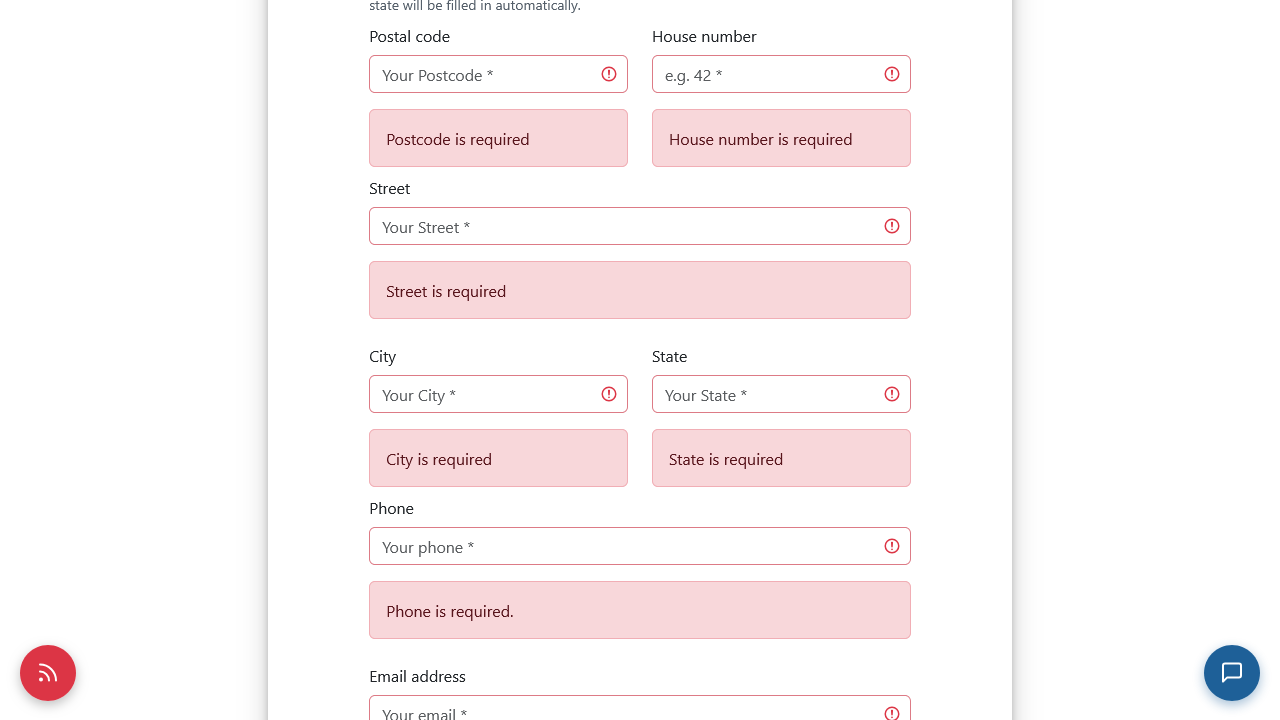 state will be filled in automatically.
Postal code
House number
Your Postcode *
e.g. 42 *
Postcode is required
House number is required
Street
Your Street *
Street is required
City
State
Your City *
Your State *
City is required
State is required
Phone
Your phone *
Phone is required.
Email address
Your email *